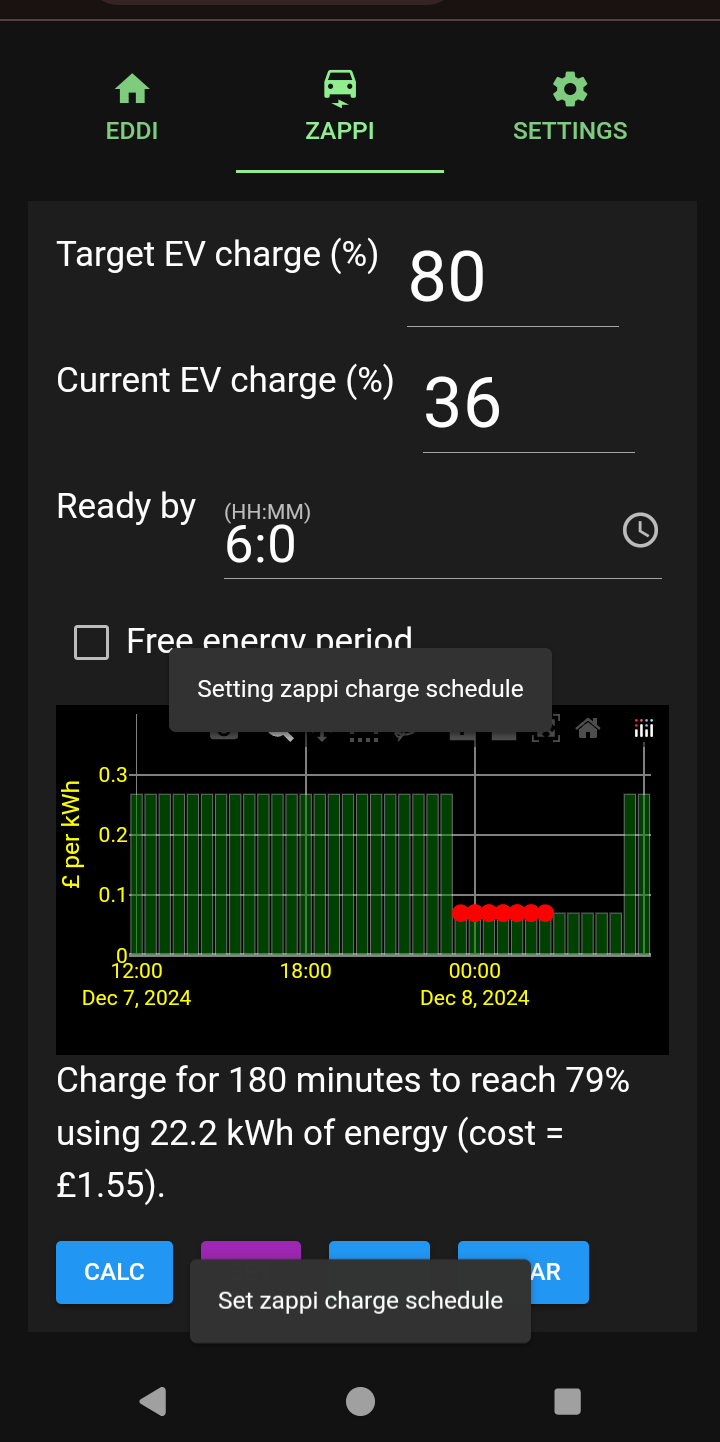 EDDI
ZAPPI
SETTINGS
Target EV charge (%)
80
Current EV charge (%)
36
Ready by
(HH:MM)
6:0
Free energy period
Setting zappi charge schedule
£ per kWh
0.3
0.2
0.1
0
12:00
18:00
00:00
Dec 7, 2024
Dec 8, 2024
Charge for 180 minutes to reach 79%
using 22.2 kWh of energy (cost =
£1.55).
CALC
AR
Set zappi charge schedule